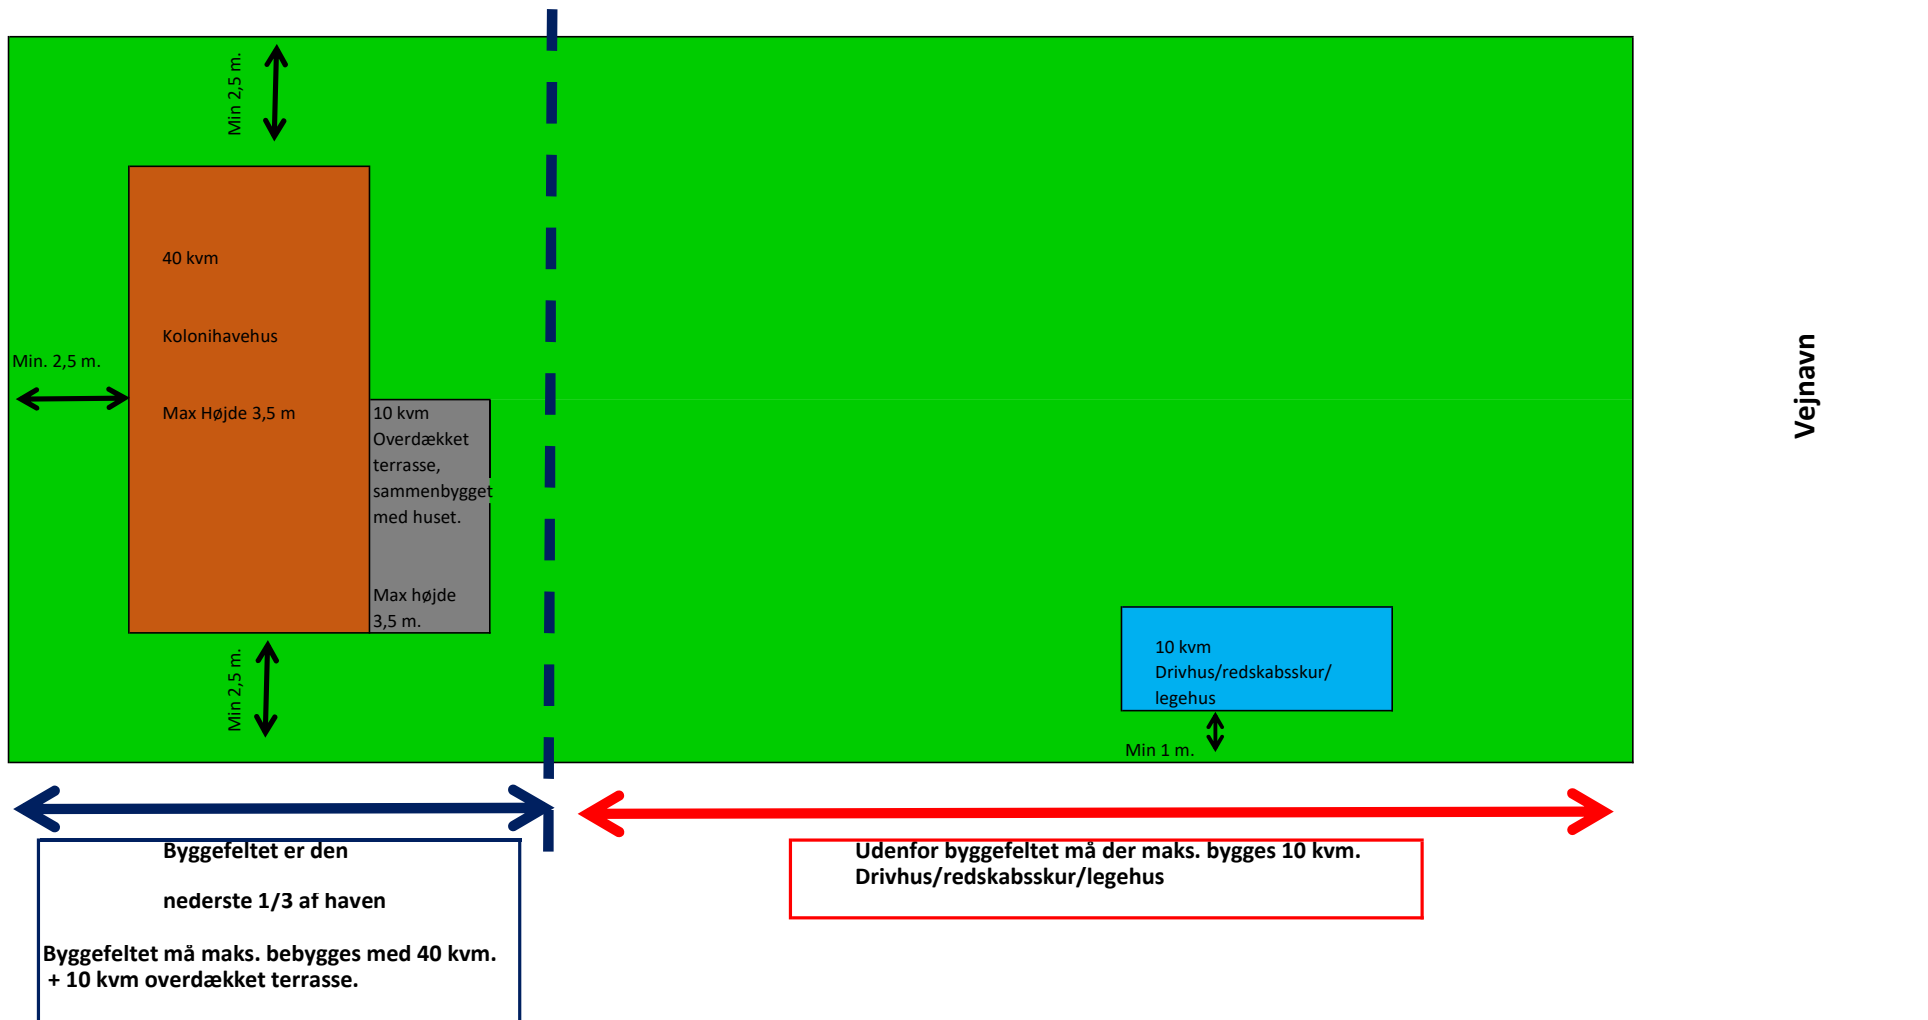 Min 2,5 m.
40 kvm
Kolonihavehus
Max Højde 3,5 m
Min. 2,5 m.
10 kvm
Overdækket
terrasse,
sammenbygget
med huset.
Max højde
3,5 m.
Min 2,5 m.
10 kvm
Drivhus/redskabsskur/
legehus
Min 1 m.
Vejnavn
Byggefeltet er den
nederste 1/3 af haven
Byggefeltet må maks. bebygges med 40 kvm.
+ 10 kvm overdækket terrasse.
Udenfor byggefeltet må der maks. bygges 10 kvm.
Drivhus/redskabsskur/legehus